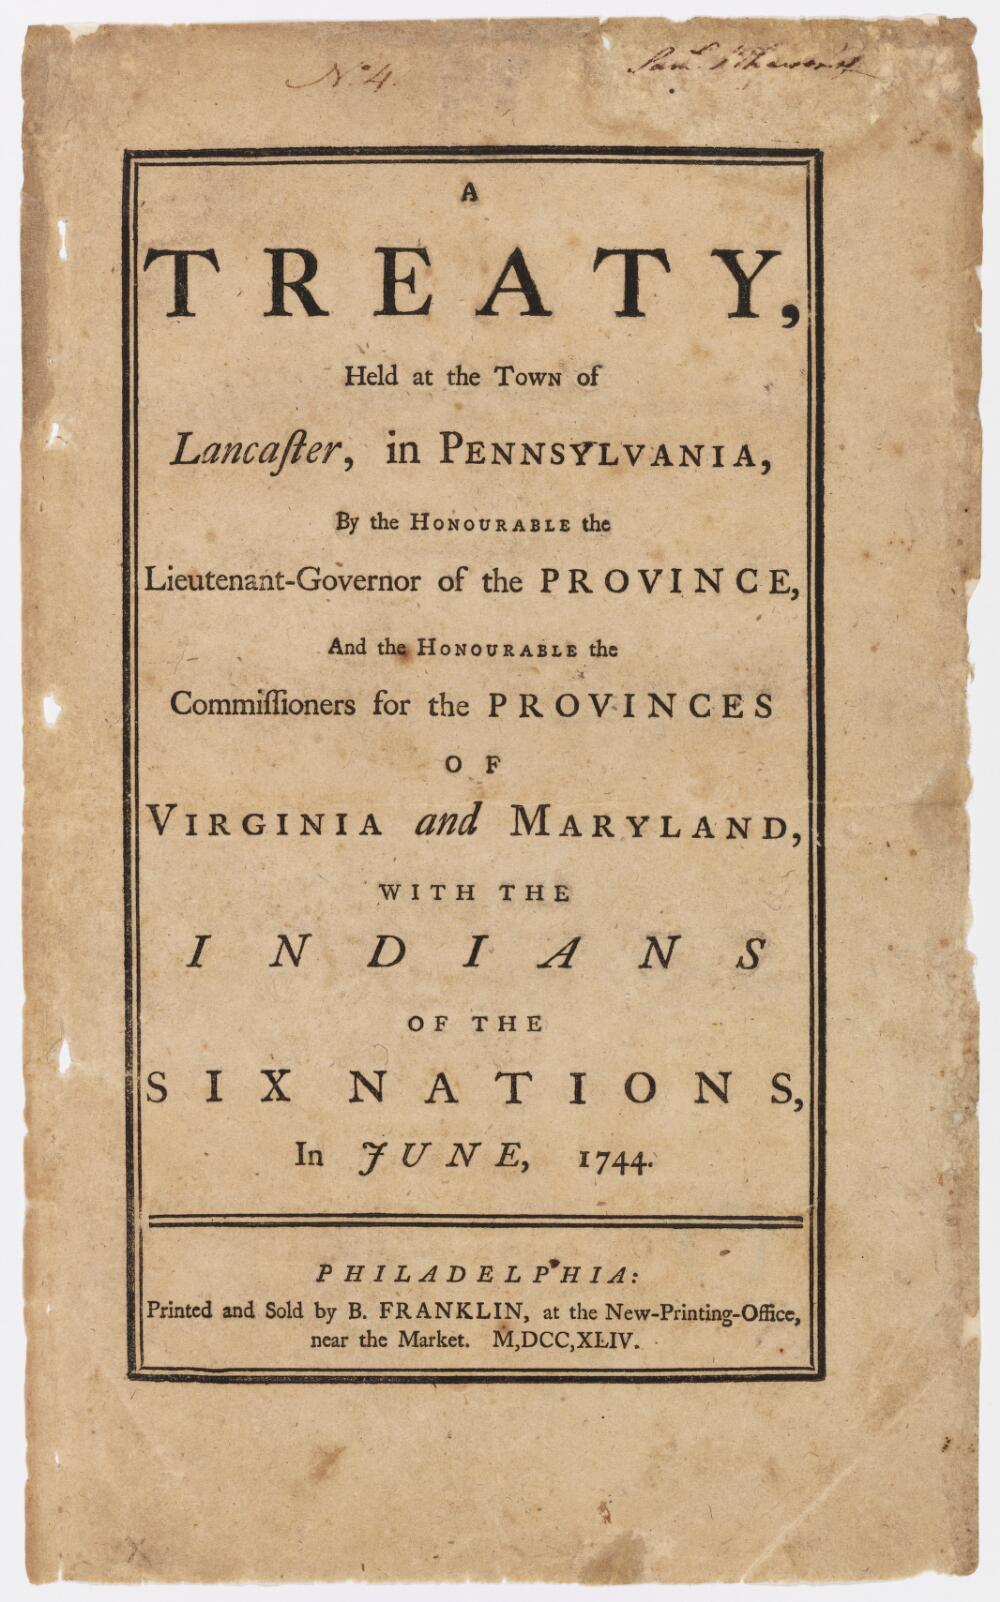 No. 4.
A
TREATY,
Held at the TOWN of
Lancaſter, in PENNSYLVANIA,
By the HONOURABLE the
Lieutenant-Governor of the PROVINCE,
And the HONOURABLE the
Commiſſioners for the PROVINCES
OF
VIRGINIA and MARYLAND,
WITH THE
INDIANS
OF THE
SIX NATIONS,
In JUNE, 1744.
PHILADELPHIA:
Printed and Sold by B. FRANKLIN, at the New-Printing-Office,
near the Market. M,DCC,XLIV.